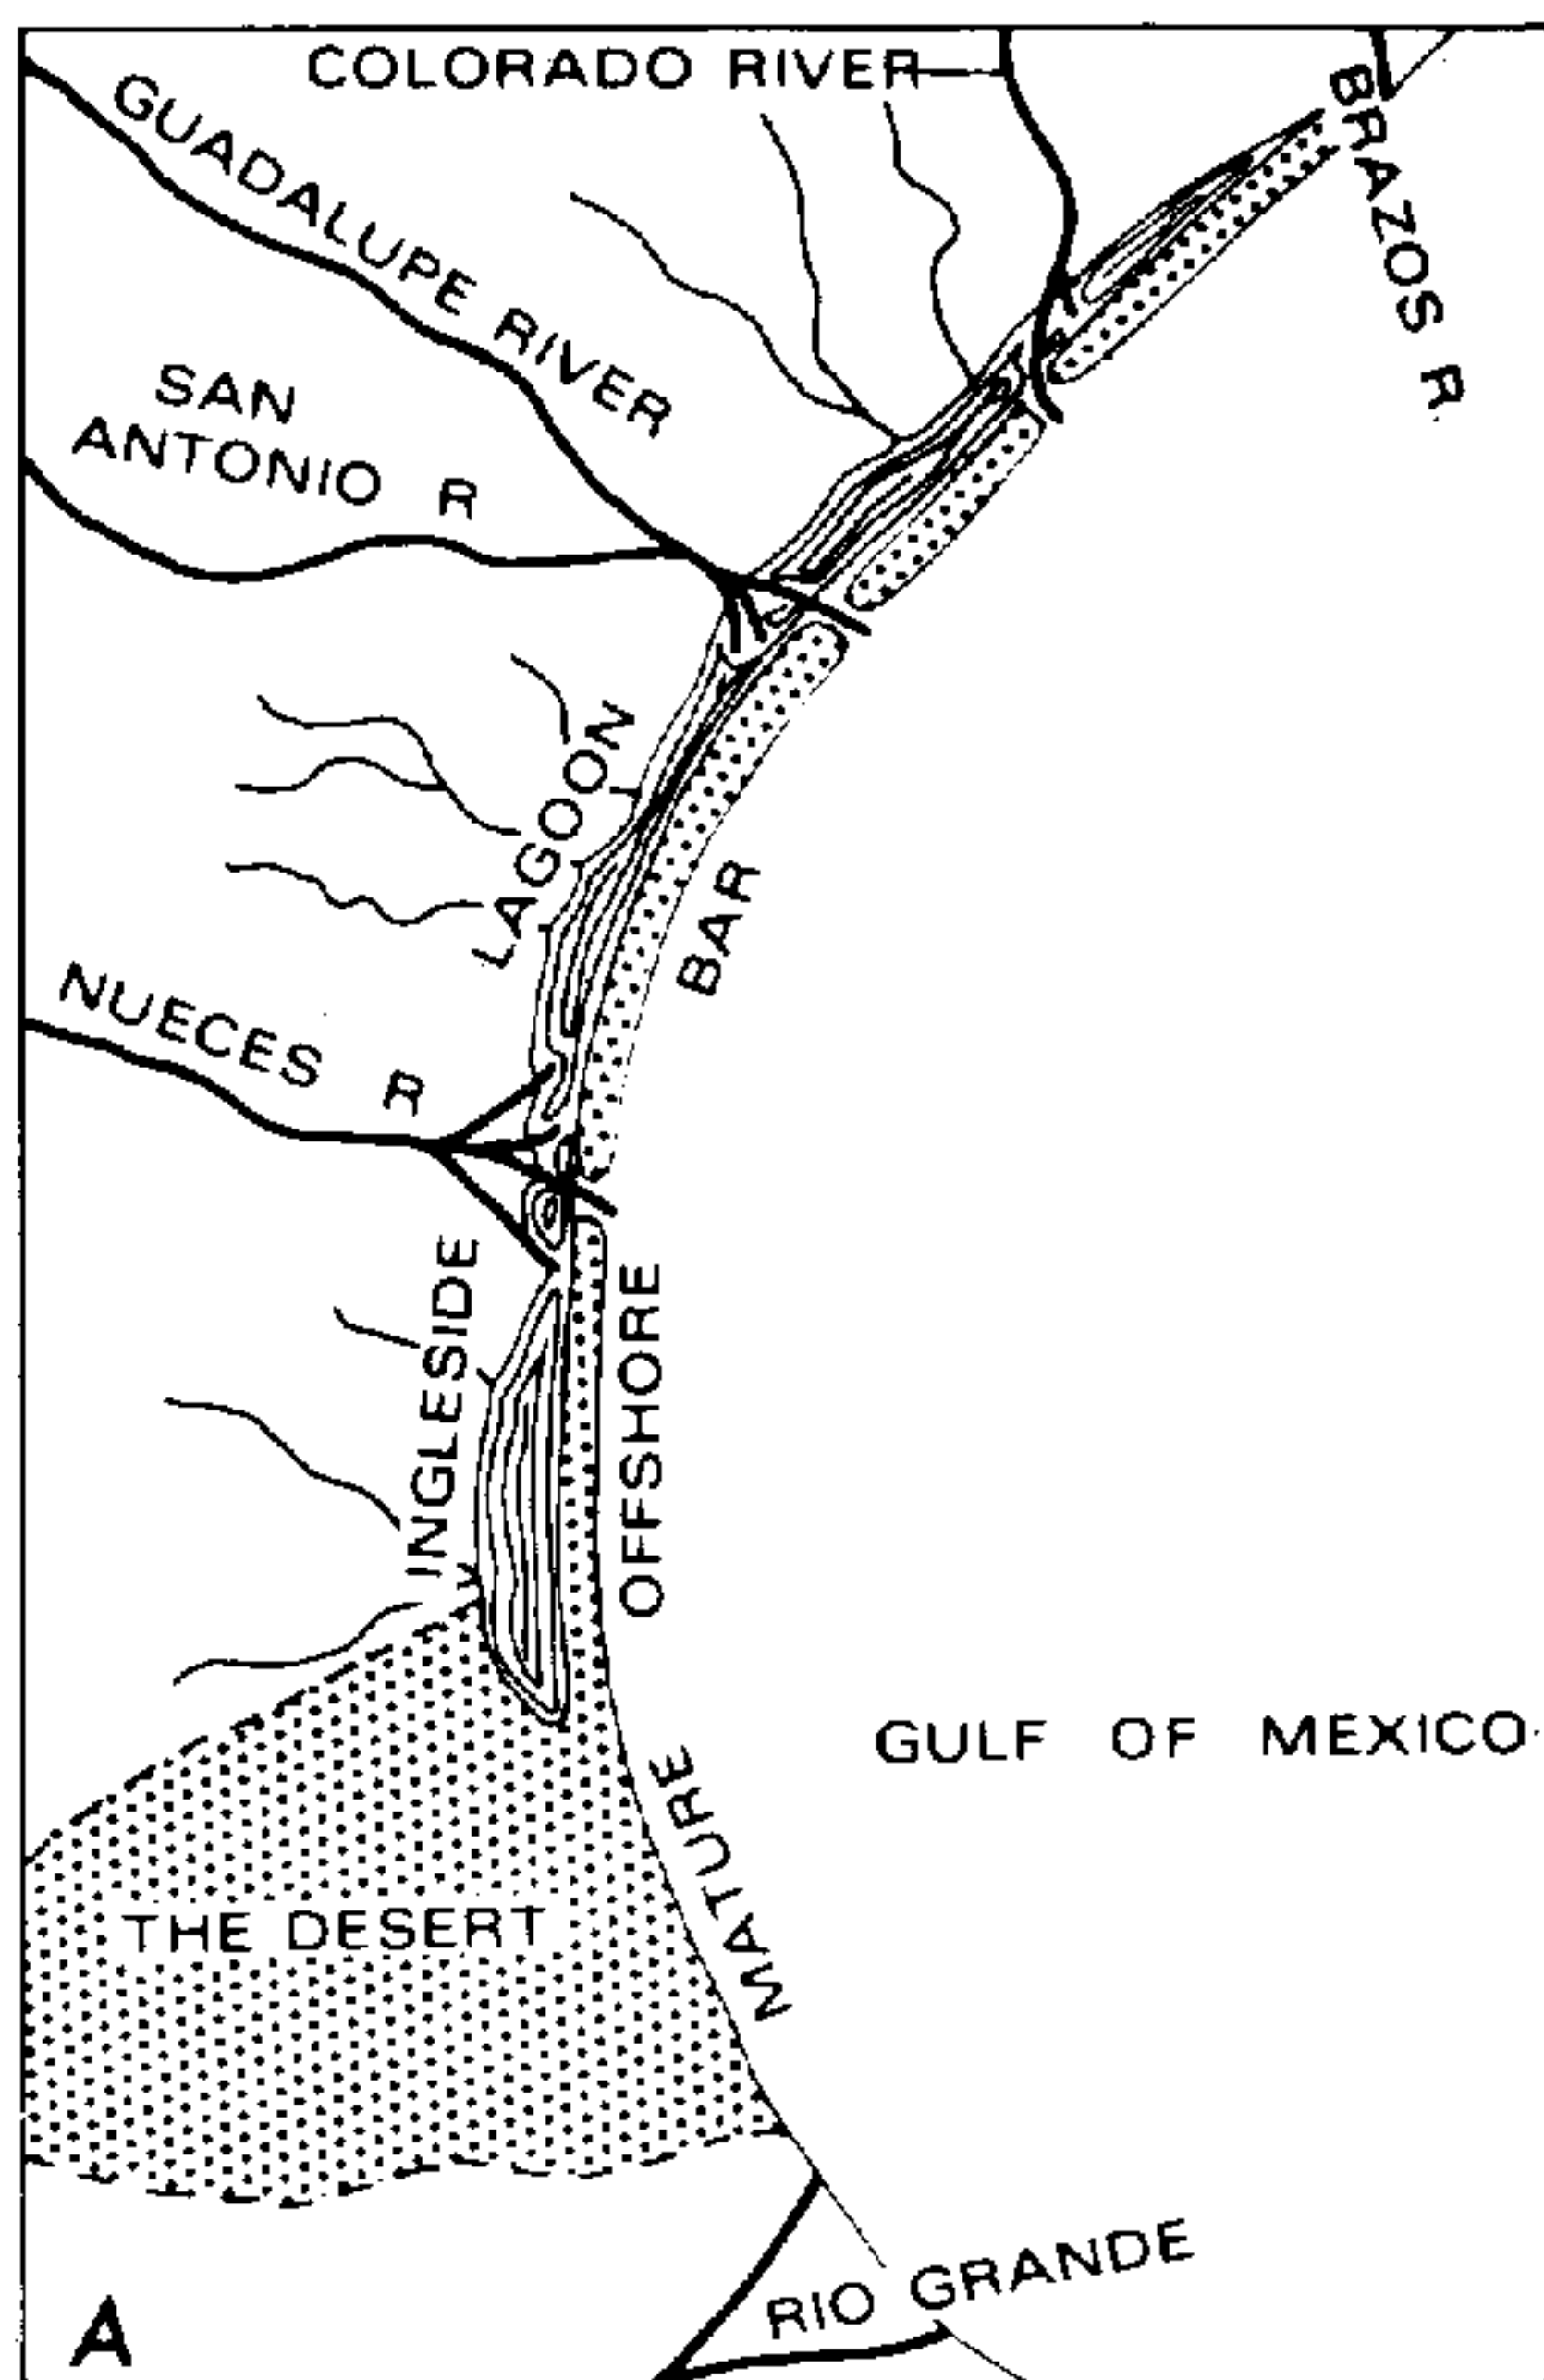 COLORADO RIVER
BRAZOS R.
GUADALUPE RIVER
SAN
ANTONIO R
LAGOON
BAR
NUECES R
INGLESIDE
OFFSHORE
GULF OF MEXICO
MATURE
THE DESERT
RIO GRANDE
A